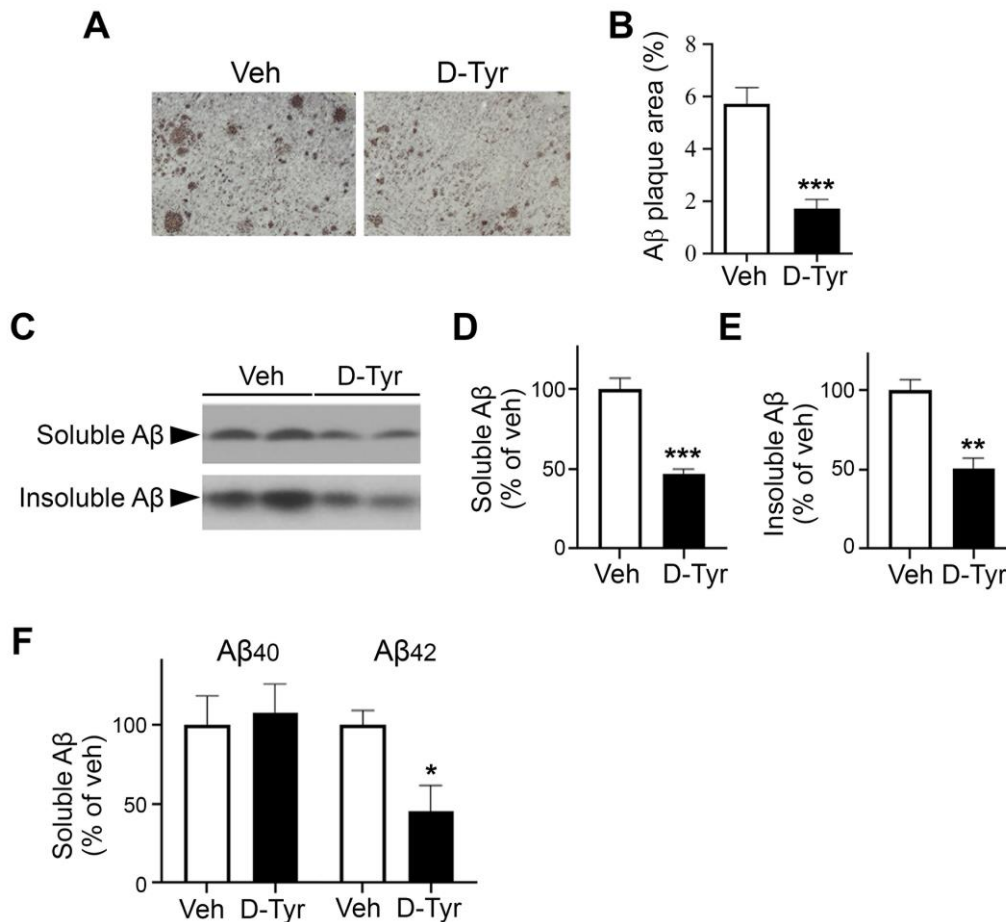 A
Veh
D-Tyr
B
Aβ plaque area (%)
8
6
4
2
0
***
Veh D-Tyr
C
Veh
D-Tyr
Soluble Aβ
Insoluble Aβ
D
Soluble Aβ
(% of veh)
100
50
0
***
Veh D-Tyr
E
Insoluble Aβ
(% of veh)
100
50
0
**
Veh D-Tyr
F
Aβ40
Aβ42
Soluble Aβ
(% of veh)
100
50
0
*
Veh D-Tyr Veh D-Tyr